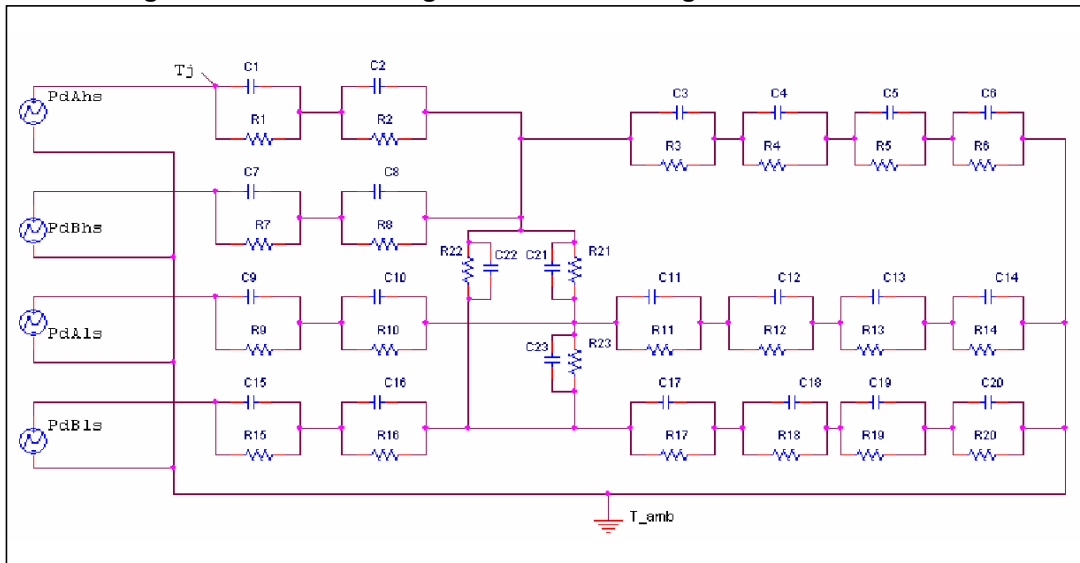 Tj C1 C2
PdAhs C3 C4 C5 C6
R1 R2 R3 R4 R5 R6
C7 C8
PdBhs R7 R8
R22 C22 C21 R21
C9 C10 C11 C12 C13 C14
PdAls R9 R10 R11 R12 R13 R14
C23 R23
C15 C16 C17 C18 C19 C20
PdBls R15 R16 R17 R18 R19 R20
T_amb